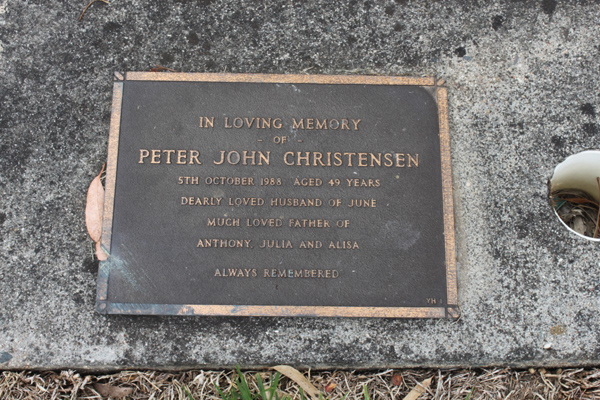 IN LOVING MEMORY
- OF -
PETER JOHN CHRISTENSEN
5TH OCTOBER 1988 AGED 49 YEARS
DEARLY LOVED HUSBAND OF JUNE
MUCH LOVED FATHER OF
ANTHONY, JULIA AND ALISA
ALWAYS REMEMBERED